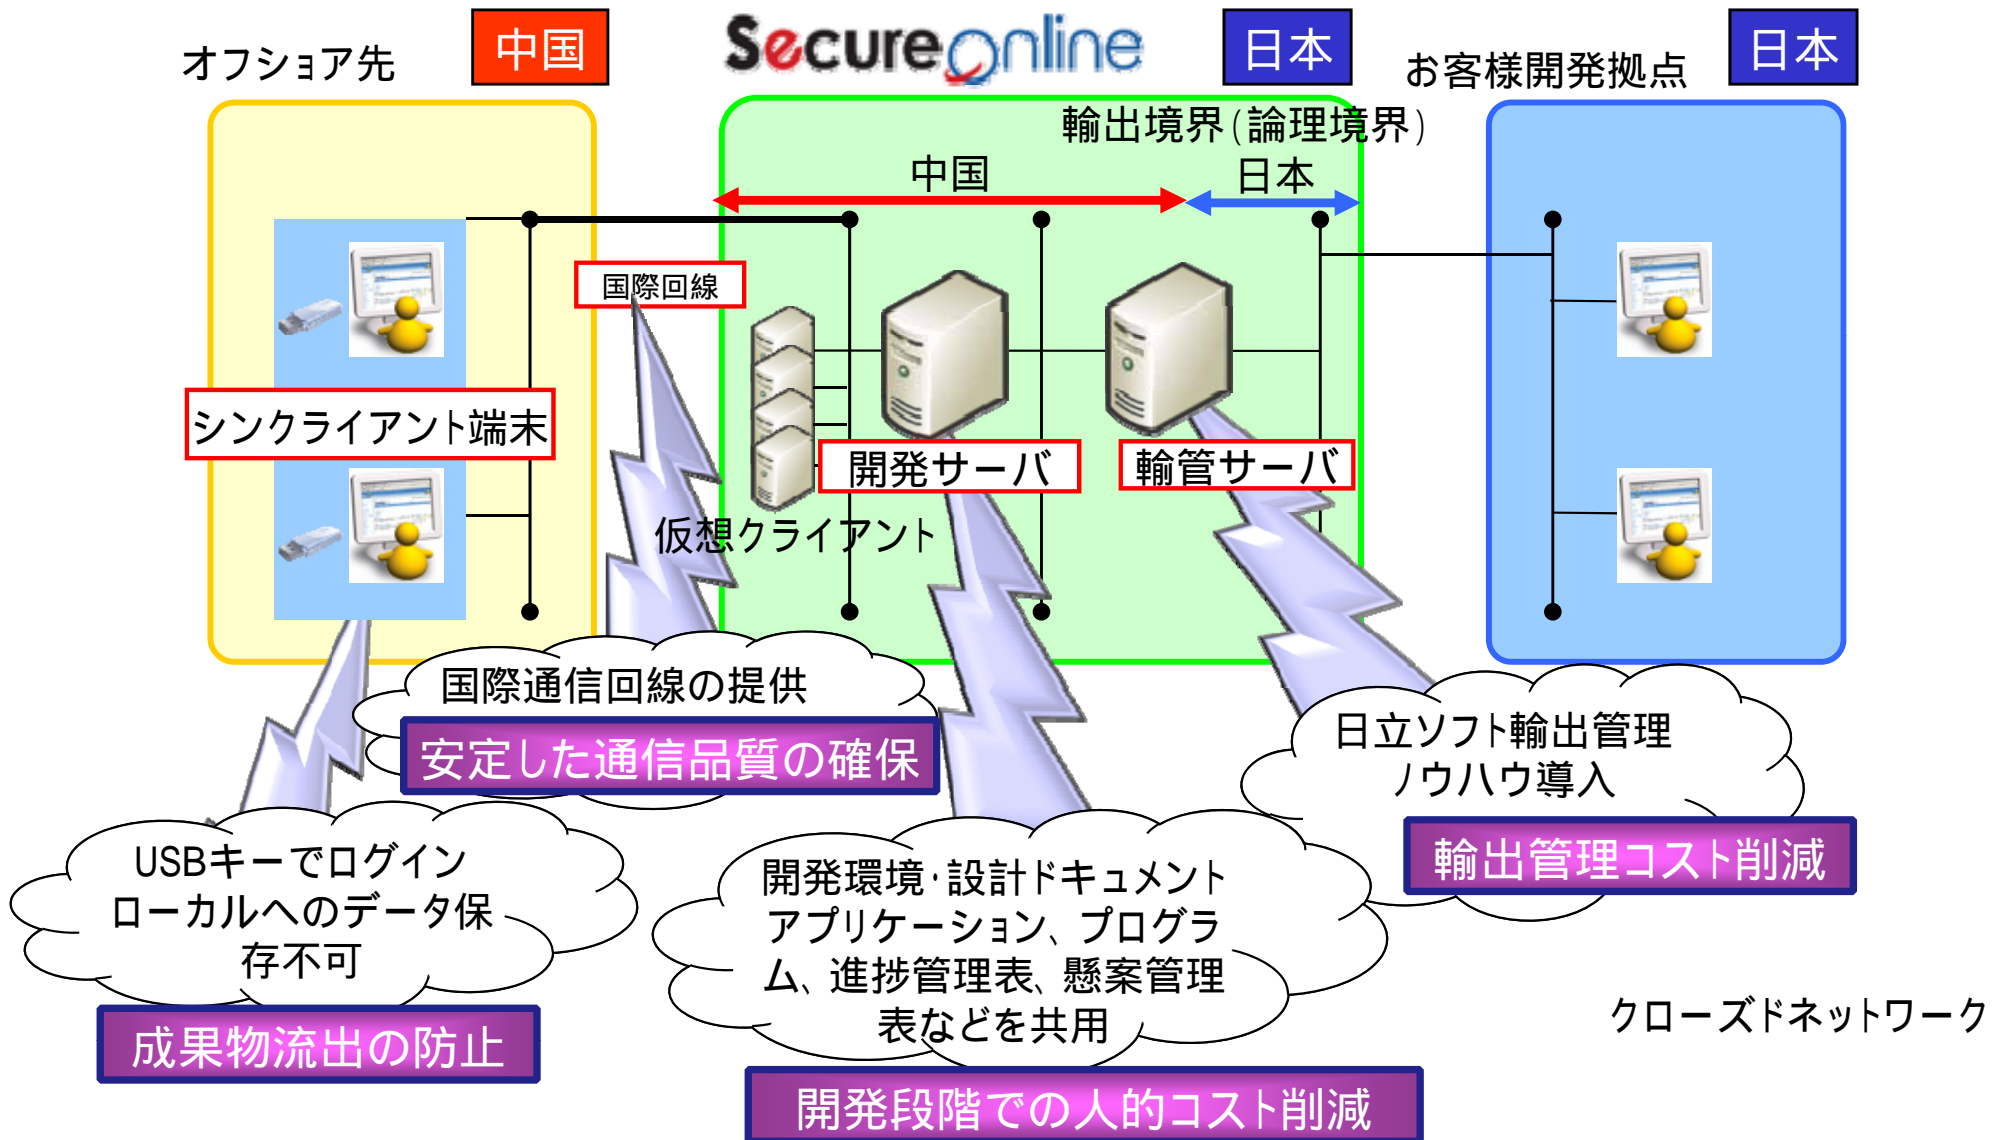 オフショア先
中国
Secureonline
日本
お客様開発拠点
日本
輸出境界(論理境界)
中国
日本
国際回線
シンクライアント端末
開発サーバ
輸管サーバ
仮想クライアント
国際通信回線の提供
安定した通信品質の確保
日立ソフト輸出管理
ノウハウ導入
輸出管理コスト削減
USBキーでログイン
ローカルへのデータ保
存不可
成果物流出の防止
開発環境・設計ドキュメント
アプリケーション、プログラ
ム、進捗管理表、懸案管理
表などを共用
開発段階での人的コスト削減
クローズドネットワーク